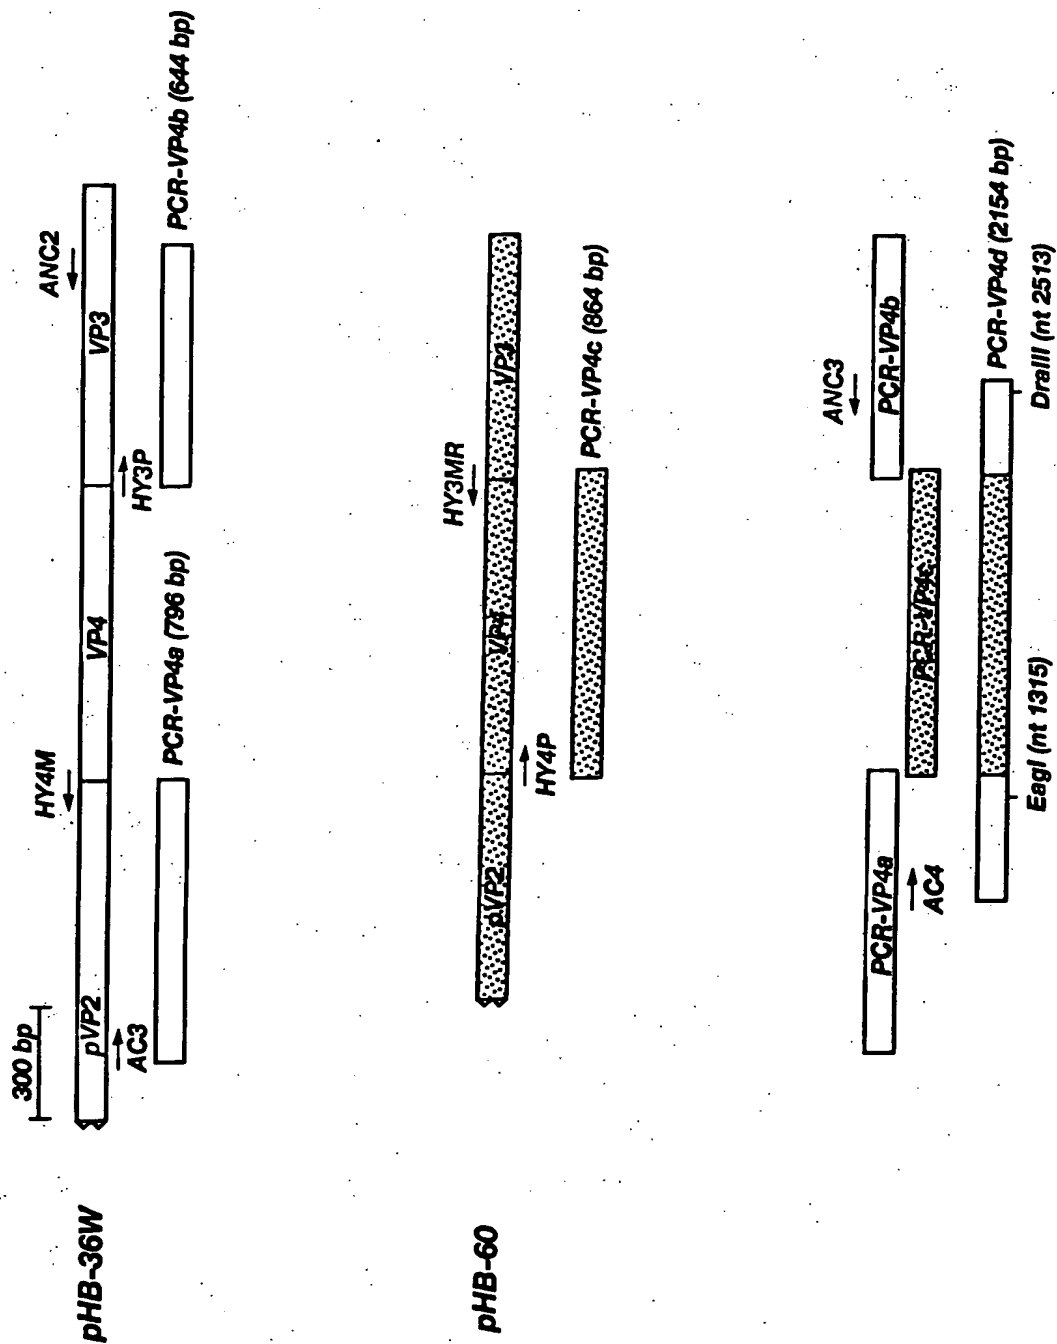 300 bp
pHB-36W
pVP2
VP4
VP3
HY4M
ANC2
AC3
HY3P
PCR-VP4a (796 bp)
PCR-VP4b (644 bp)
pHB-60
pVP2
VP4
VP3
HY3MR
HY4P
PCR-VP4c (864 bp)
ANC3
PCR-VP4a
PCR-VP4b
AC4
PCR-VP4c
PCR-VP4d (2154 bp)
EagI (nt 1315)
DraIII (nt 2513)